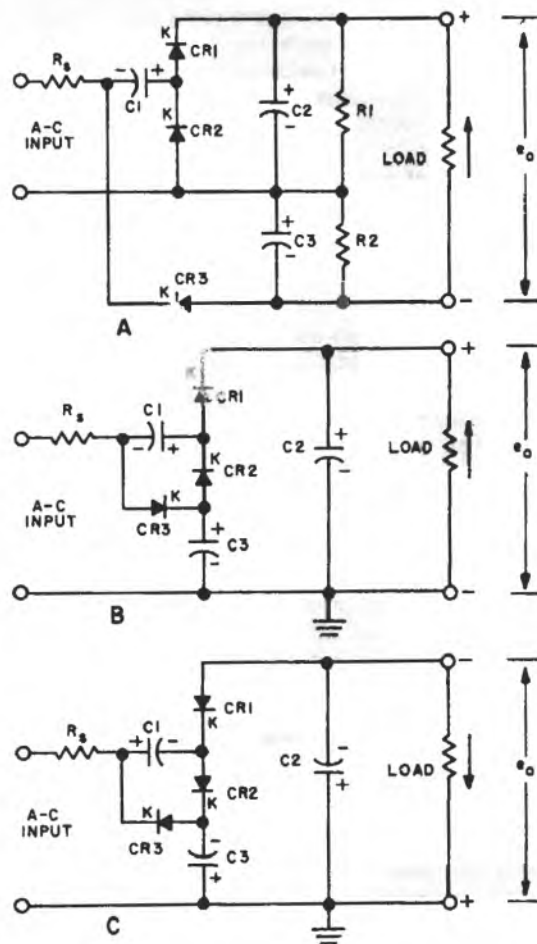 K
CR1
+
Rs
- +
C1
K
CR2
+
C2
-
R1
A-C
INPUT
LOAD
eo
+
C3
-
R2
CR3
K
-
A
K
CR1
+
Rs
C1
- +
K
CR2
C2
+
-
LOAD
eo
A-C
INPUT
K
CR3
+
C3
-
-
B
-
K
CR1
Rs
C1
+ -
CR2
K
C2
-
+
LOAD
eo
A-C
INPUT
K
CR3
-
C3
+
+
C